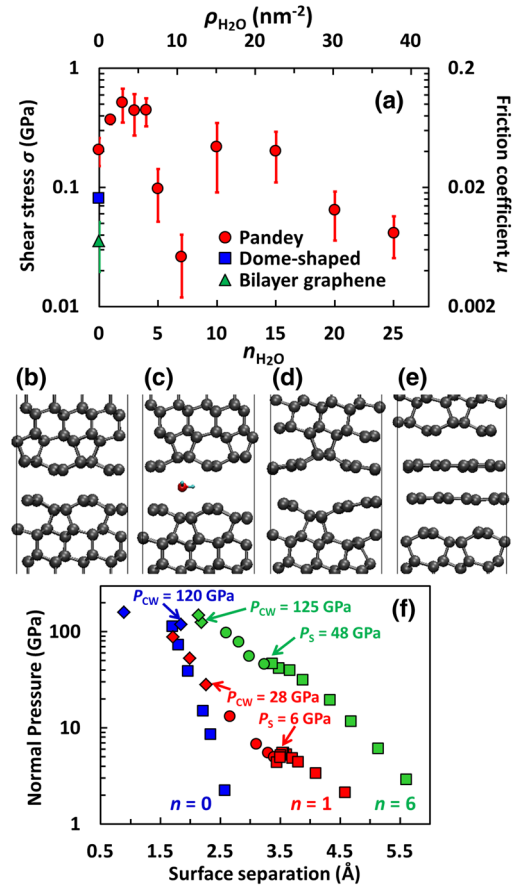 ρH2O (nm-2)
0 10 20 30 40
1 0.2
(a)
Shear stress σ (GPa)
Friction coefficient μ
0.1 0.02
Pandey
Dome-shaped
Bilayer graphene
0.01 0.002
0 5 10 15 20 25
nH2O
(b) (c) (d) (e)
PCW = 120 GPa
(f)
PCW = 125 GPa
100
PS = 48 GPa
Normal Pressure (GPa)
PCW = 28 GPa
PS = 6 GPa
10
n = 0 n = 1 n = 6
1
0.5 1.5 2.5 3.5 4.5 5.5
Surface separation (Å)